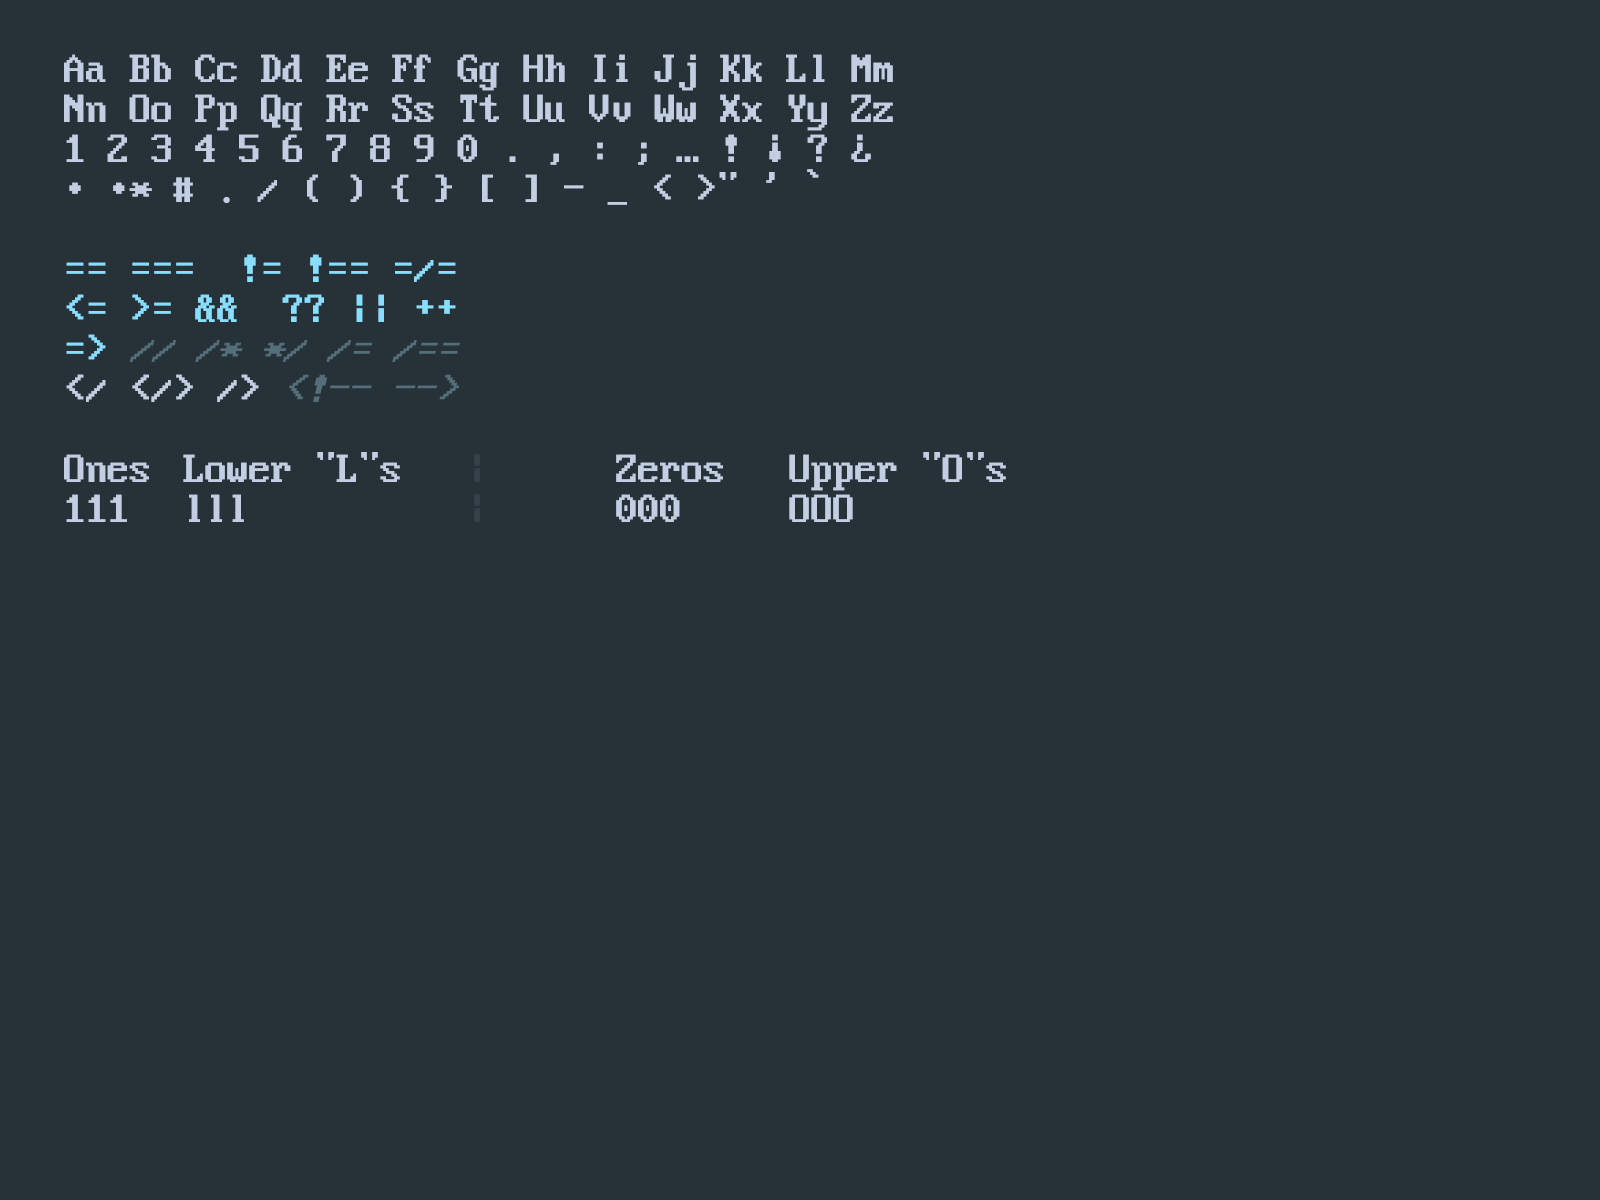 Aa Bb Cc Dd Ee Ff Gg Hh Ii Jj Kk Ll Mm
Nn Oo Pp Qq Rr Ss Tt Uu Vv Ww Xx Yy Zz
1 2 3 4 5 6 7 8 9 0 . , : ; … ! ¡ ? ¿
• •* # . / ( ) { } [ ] - _ < >" ’ `
== ===  != !== =/=
<= >= &&  ?? || ++
=> // /* */ /= /==
</ </> /> <!-- -->
Ones Lower "L"s | Zeros Upper "O"s
111 lll | 000 OOO